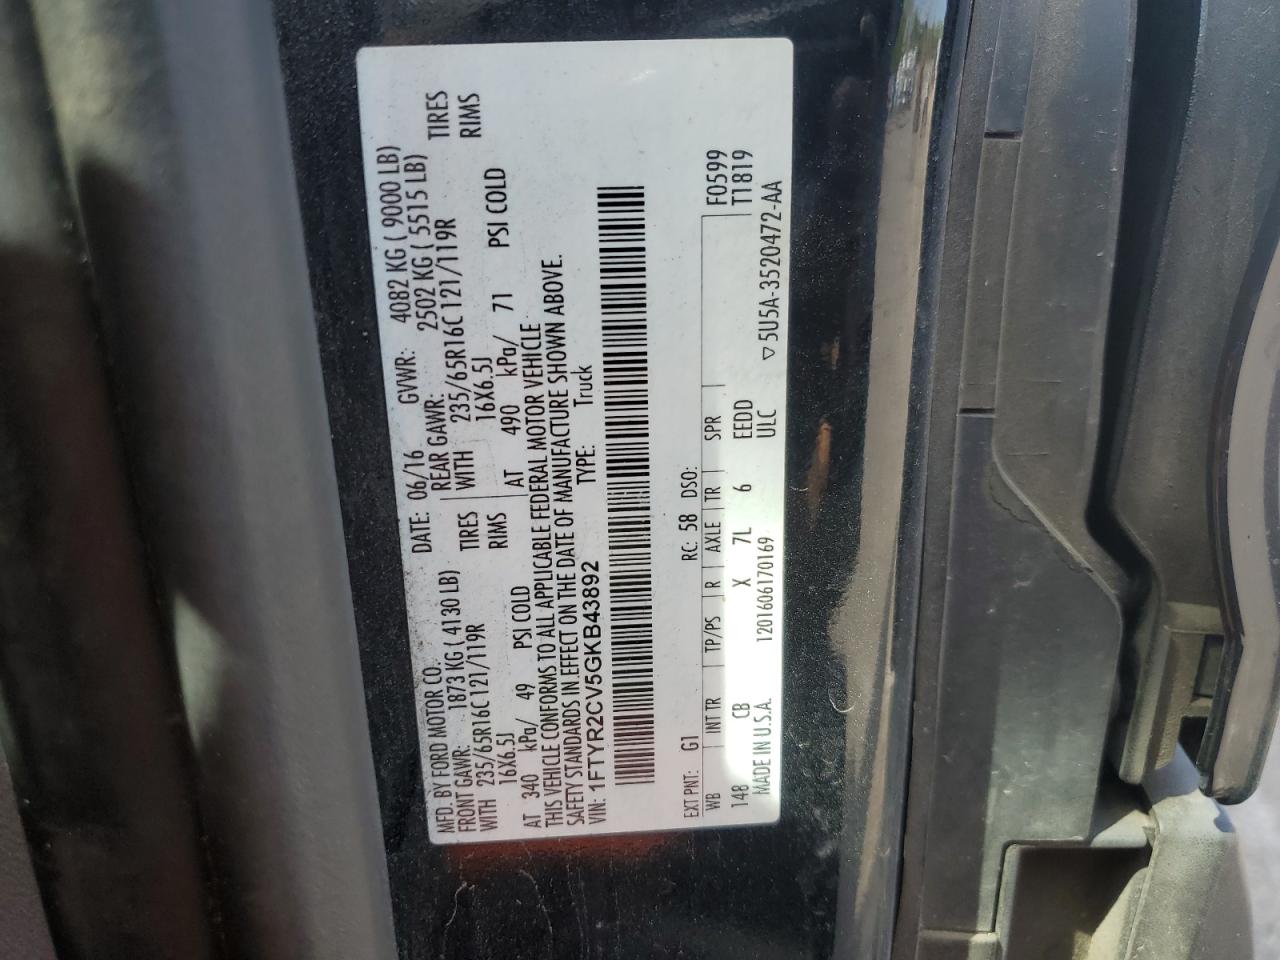 MFD. BY FORD MOTOR CO. DATE: 06/16 GVWR: 4082 KG ( 9000 LB)
FRONT GAWR: 1873 KG( 4130 LB) REAR GAWR: 2502 KG ( 5515 LB)
WITH 235/65R16C 121/119R TIRES WITH 235/65R16C 121/119R TIRES
16X6.5J RIMS 16X6.5J RIMS
AT 340 kPa/ 49 PSI COLD AT 490 kPa/ 71 PSI COLD
THIS VEHICLE CONFORMS TO ALL APPLICABLE FEDERAL MOTOR VEHICLE
SAFETY STANDARDS IN EFFECT ON THE DATE OF MANUFACTURE SHOWN ABOVE.
VIN: 1FTYR2CV5GKB43892 TYPE: Truck
EXT PNT: G1 RC: 58 DSO:
WB INT TR TP/PS R AXLE TR SPR F0599
148 CB X 7L 6 EEDD T1819
MADE IN U.S.A. 1201606170169 ULC ▽ 5U5A-3520472-AA